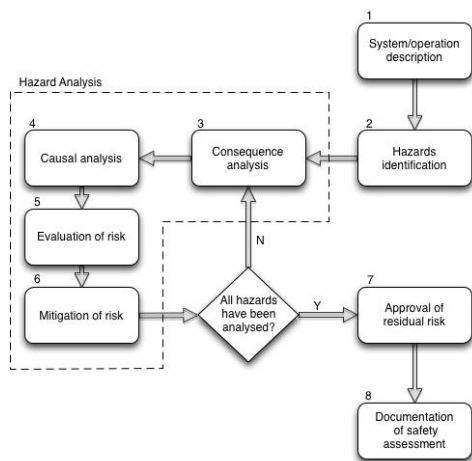 1
System/operation
description
Hazard Analysis
4
Causal analysis
3
Consequence
analysis
2
Hazards
identification
5
Evaluation of risk
6
Mitigation of risk
N
All
hazards
have been
analysed?
Y
7
Approval of
residual risk
8
Documentation
of safety
assessment